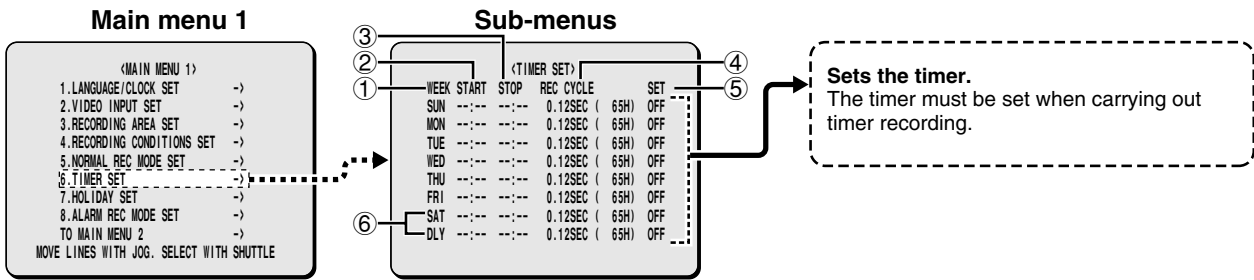 Main menu 1
Sub-menus
<MAIN MENU 1>
1.LANGUAGE/CLOCK SET ->
2.VIDEO INPUT SET ->
3.RECORDING AREA SET ->
4.RECORDING CONDITIONS SET ->
5.NORMAL REC MODE SET ->
6.TIMER SET ->
7.HOLIDAY SET ->
8.ALARM REC MODE SET ->
TO MAIN MENU 2 ->
MOVE LINES WITH JOG. SELECT WITH SHUTTLE
③
② ④
① ⑤
⑥
<TIMER SET>
WEEK START STOP REC CYCLE SET
SUN --:-- --:-- 0.12SEC ( 65H) OFF
MON --:-- --:-- 0.12SEC ( 65H) OFF
TUE --:-- --:-- 0.12SEC ( 65H) OFF
WED --:-- --:-- 0.12SEC ( 65H) OFF
THU --:-- --:-- 0.12SEC ( 65H) OFF
FRI --:-- --:-- 0.12SEC ( 65H) OFF
SAT --:-- --:-- 0.12SEC ( 65H) OFF
DLY --:-- --:-- 0.12SEC ( 65H) OFF
Sets the timer.
The timer must be set when carrying out
timer recording.